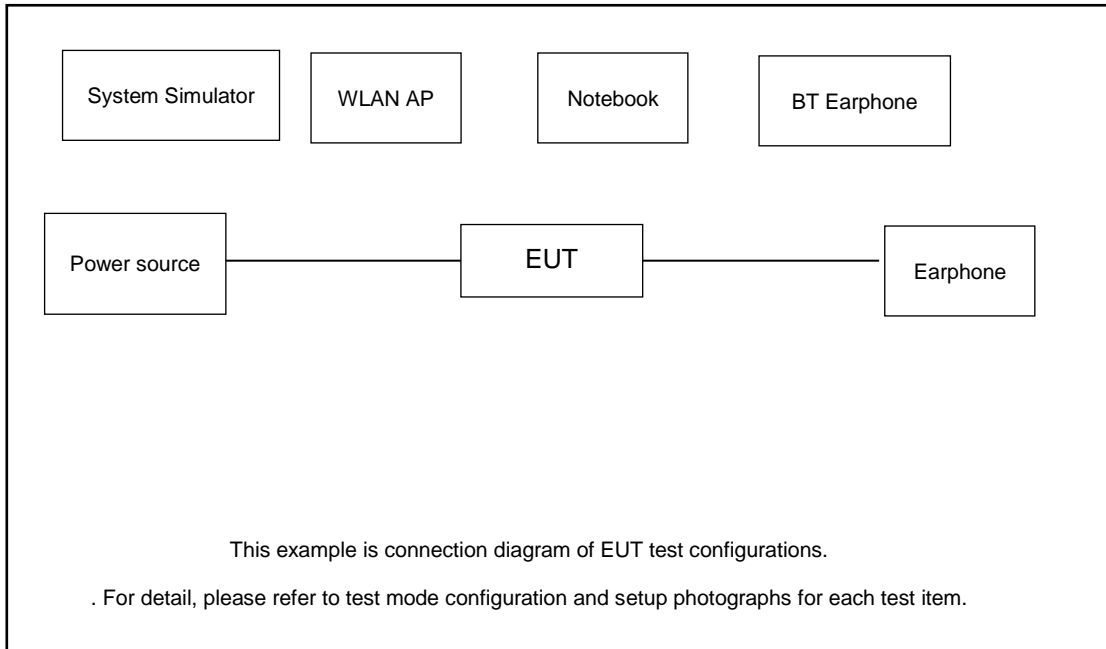 System Simulator
WLAN AP
Notebook
BT Earphone
Power source
EUT
Earphone
This example is connection diagram of EUT test configurations.
. For detail, please refer to test mode configuration and setup photographs for each test item.